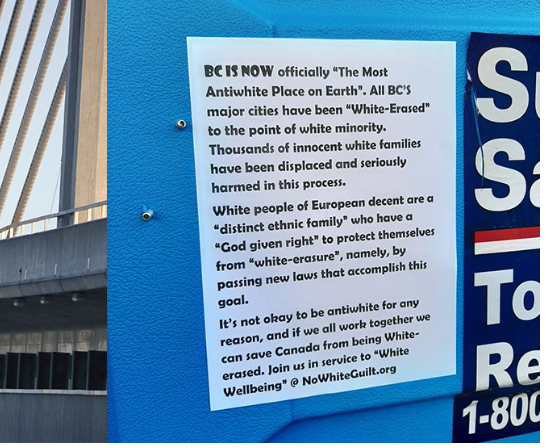 BC IS NOW officially “The Most
Antiwhite Place on Earth”. All BC’S
major cities have been “White-Erased”
to the point of white minority.
Thousands of innocent white families
have been displaced and seriously
harmed in this process.
White people of European decent are a
“distinct ethnic family” who have a
“God given right” to protect themselves
from “white-erasure”, namely, by
passing new laws that accomplish this
goal.
It’s not okay to be antiwhite for any
reason, and if we all work together we
can save Canada from being White-
erased. Join us in service to “White
Wellbeing” @ NoWhiteGuilt.org
1-800